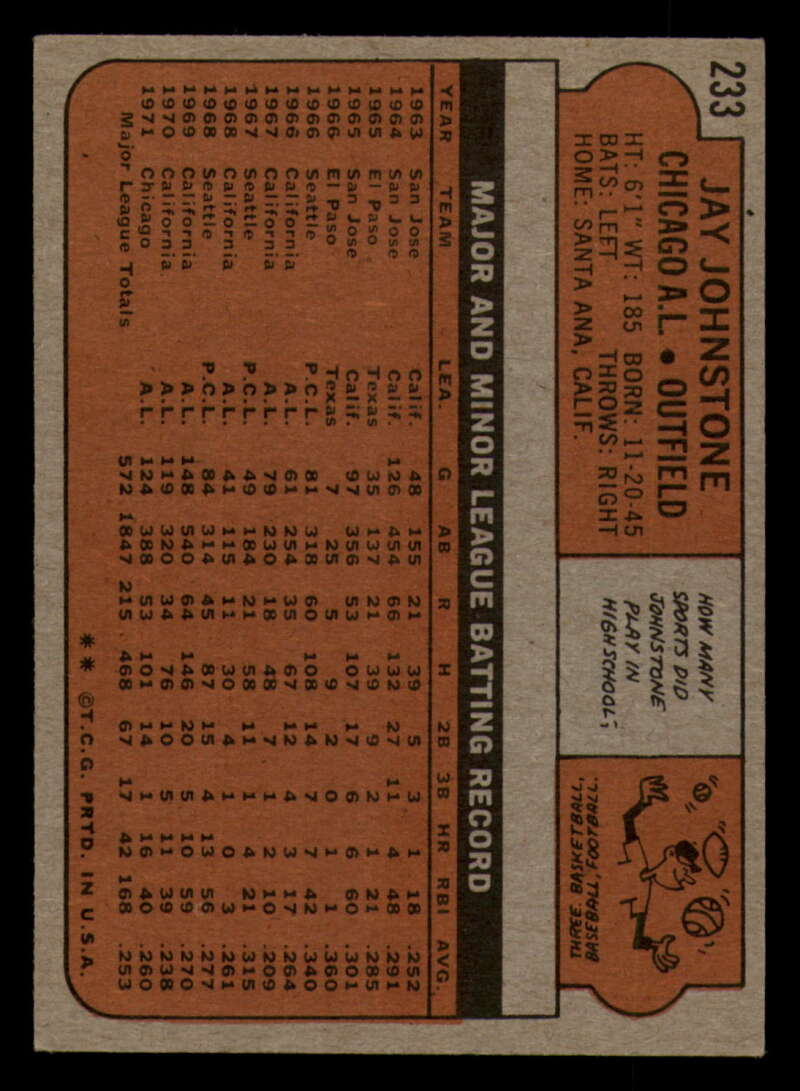 233
JAY JOHNSTONE
CHICAGO A.L. • OUTFIELD
HT: 6'1" WT: 185 BORN: 11-20-45
BATS: LEFT THROWS: RIGHT
HOME: SANTA ANA, CALIF.
HOW MANY
SPORTS DID
JOHNSTONE
PLAY IN
HIGH SCHOOL?
THREE. BASKETBALL,
BASEBALL, FOOTBALL.
MAJOR AND MINOR LEAGUE BATTING RECORD
YEAR TEAM LEA. G AB R H 2B 3B HR RBI AVG.
1963 San Jose Calif. 48 155 21 39 5 3 1 18 .252
1964 San Jose Calif. 126 454 66 132 27 11 4 48 .291
1965 El Paso Texas 35 137 21 39 9 2 1 21 .285
1965 San Jose Calif. 97 356 53 107 17 6 6 60 .301
1966 El Paso Texas 7 25 5 9 2 0 1 1 .360
1966 Seattle P.C.L. 81 318 60 108 14 7 7 42 .340
1966 California A.L. 61 254 35 67 12 4 3 17 .264
1967 California A.L. 79 230 18 48 7 1 2 10 .209
1967 Seattle P.C.L. 49 184 21 58 11 1 4 21 .315
1968 California A.L. 41 115 11 30 4 1 0 3 .261
1968 Seattle P.C.L. 84 314 45 87 15 4 13 56 .277
1969 California A.L. 148 540 64 146 20 5 10 59 .270
1970 California A.L. 119 320 34 76 10 5 11 39 .238
1971 Chicago A.L. 124 388 53 101 14 1 16 40 .260
Major League Totals 572 1847 215 468 67 17 42 168 .253
** ©T.C.G. PRTD. IN U.S.A.